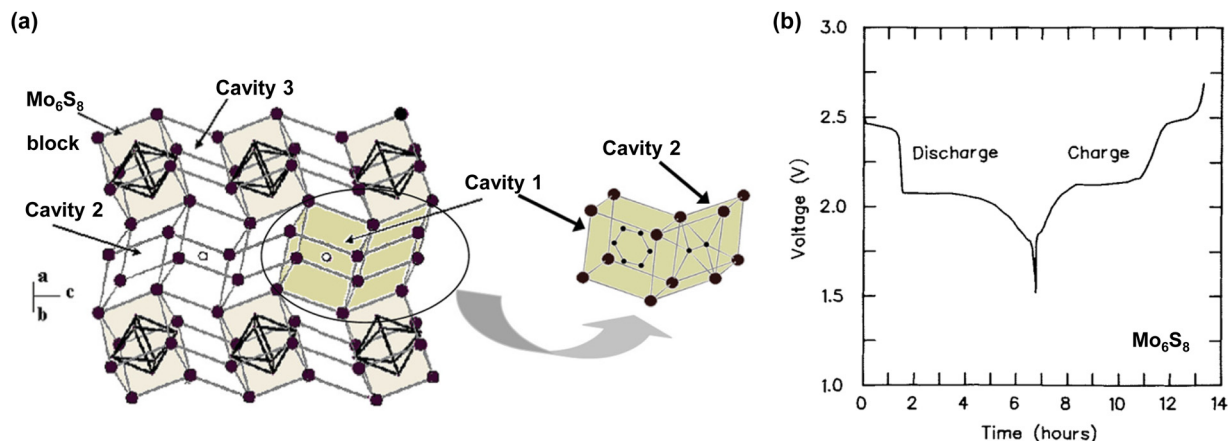 (a)
Mo₆S₈
block
Cavity 3
Cavity 2
Cavity 1
Cavity 2
a
c
b
(b)
3.0
2.5
2.0
1.5
1.0
Voltage (V)
Discharge
Charge
Mo₆S₈
0 2 4 6 8 10 12 14
Time (hours)